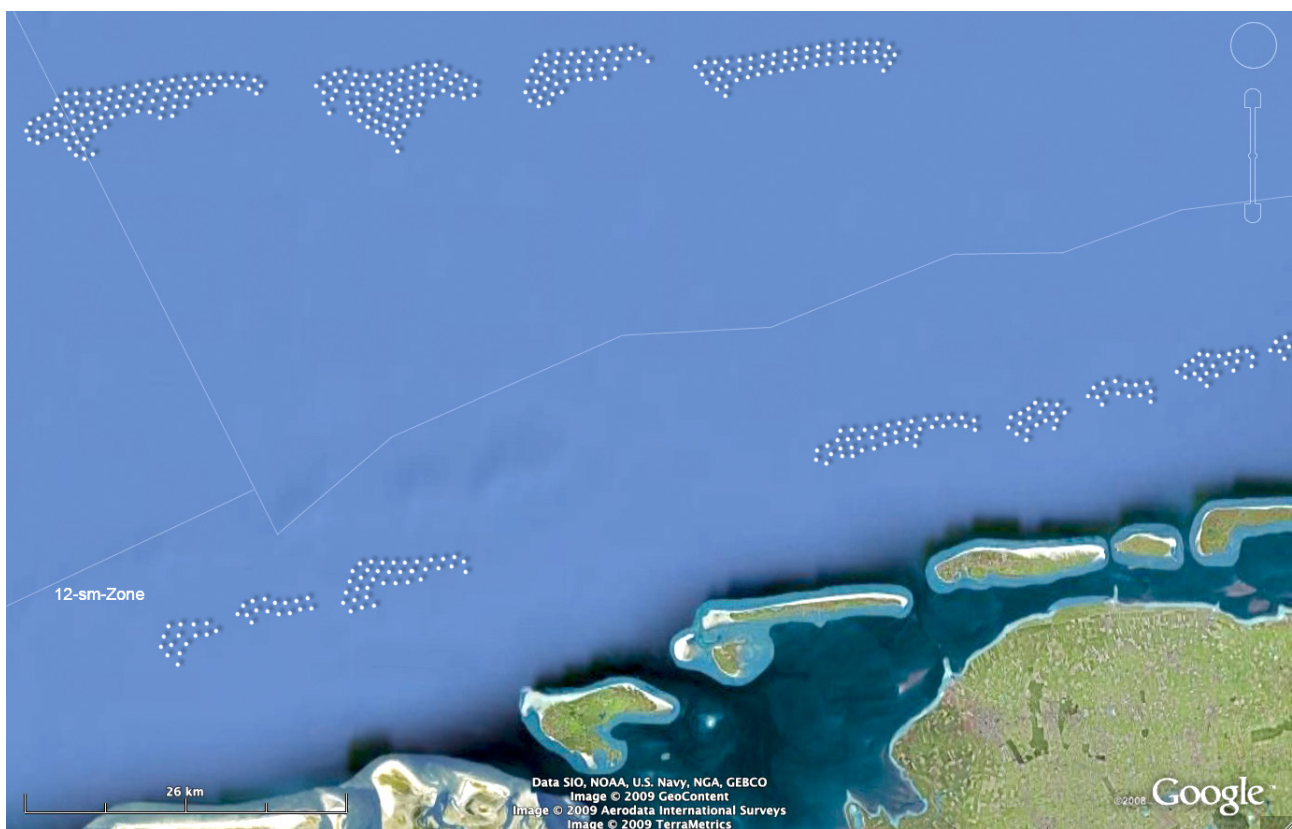 12-sm-Zone
26 km
Data SIO, NOAA, U.S. Navy, NGA, GEBCO
Image © 2009 GeoContent
Image © 2009 Aerodata International Surveys
Image © 2009 TerraMetrics
©2008 Google